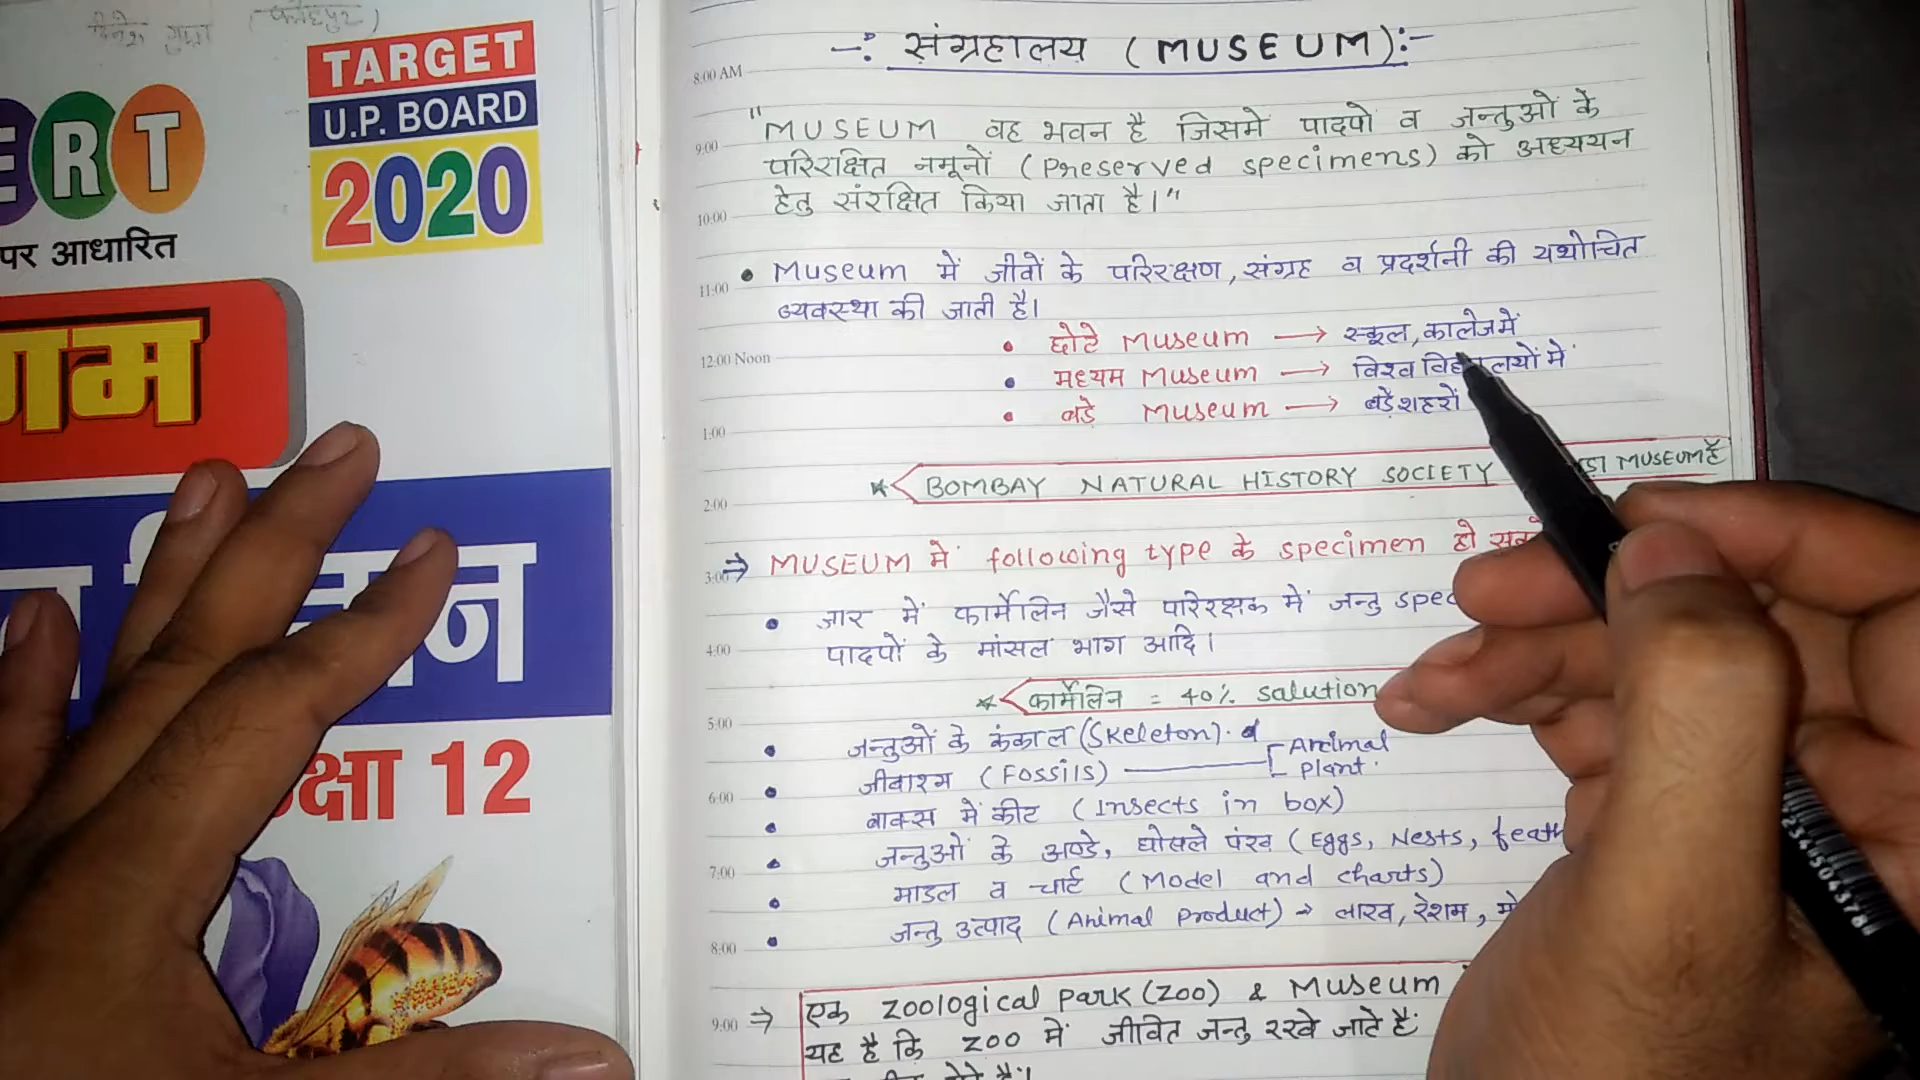 TARGET
U.P. BOARD
2020
ERT
पर आधारित
गम
न
कक्षा 12
-: संग्रहालय (MUSEUM):-
8:00 AM
"MUSEUM वह भवन है जिसमे पादपो व जन्तुओं के
9:00
परिरक्षित नमूनों (Preserved specimens) को अध्ययन
हेतु संरक्षित किया जाता है।"
10:00
• Museum में जीवों के परिरक्षण, संग्रह व प्रदर्शनी की यथोचित
11:00
व्यवस्था की जाती है।
• छोटे Museum → स्कूल, कालेज में
12:00 Noon
• मध्यम Museum → विश्व
• बडे Museum → बडे शहरों
1:00
* BOMBAY NATURAL HISTORY SOCIETY MUSEUM है
2:00
⇒ MUSEUM में following type के specimen हो
3:00
• जार में फार्मेलिन जैसे परिरक्षक में जन्तु
पादपों के मांसल भाग आदि।
4:00
* फार्मेलिन = 40% salution
5:00
• जन्तुओं के कंकाल (Skeleton).
• जीवाश्म (Fossils) Animal
Plant.
6:00
• बाक्स में कीट (Insects in box)
• जन्तुओं के अण्डे, घोसले पंख (Eggs, Nests,
7:00
• माडल व चार्ट (Model and charts)
• जन्तु उत्पाद (Animal Product) → लाख, रेशम,
8:00
⇒ एक Zoological Park (Zoo) & Museum
9:00
यह है कि zoo में जीवित जन्तु रखे जाते है
1234504378